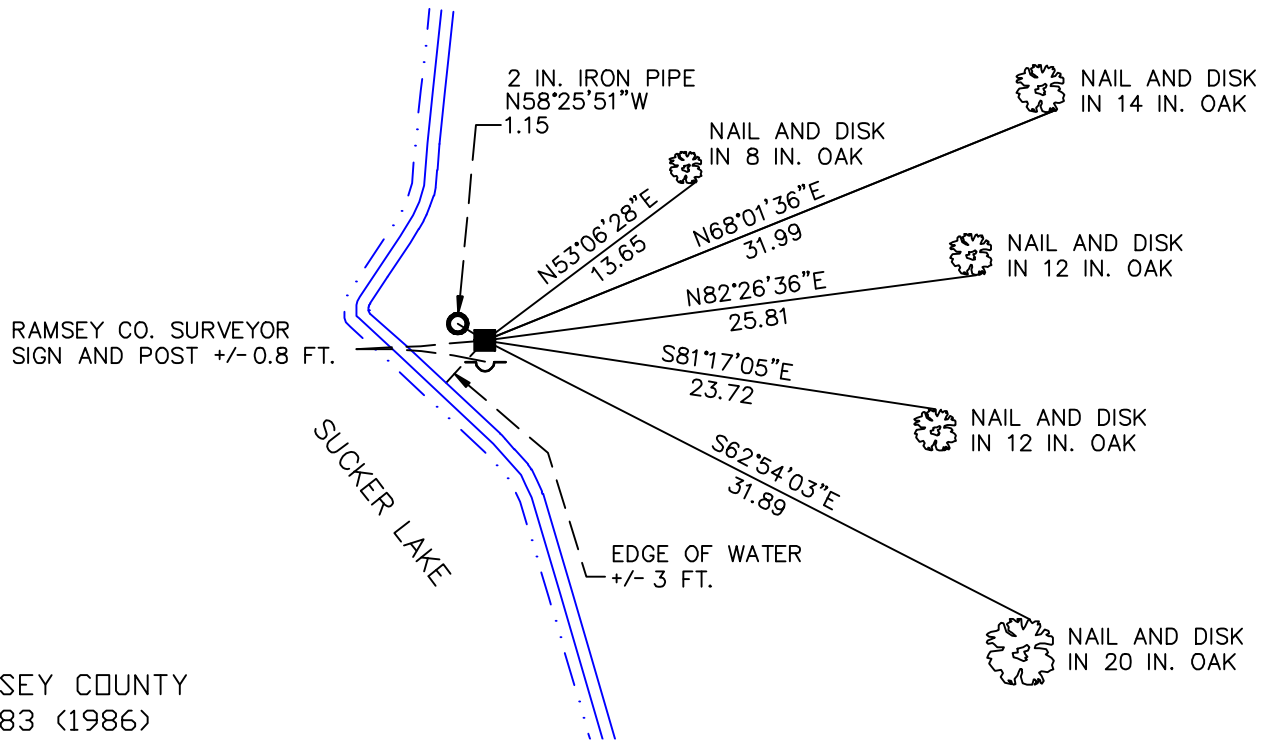 2 IN. IRON PIPE
N58°25'51"W
1.15
NAIL AND DISK
IN 14 IN. OAK
NAIL AND DISK
IN 8 IN. OAK
N53°06'28"E
13.65
N68°01'36"E
31.99
NAIL AND DISK
IN 12 IN. OAK
N82°26'36"E
25.81
RAMSEY CO. SURVEYOR
SIGN AND POST +/-0.8 FT.
S81°17'05"E
23.72
NAIL AND DISK
IN 12 IN. OAK
SUCKER LAKE
S62°54'03"E
31.89
EDGE OF WATER
+/- 3 FT.
NAIL AND DISK
IN 20 IN. OAK
SEY COUNTY
83 (1986)